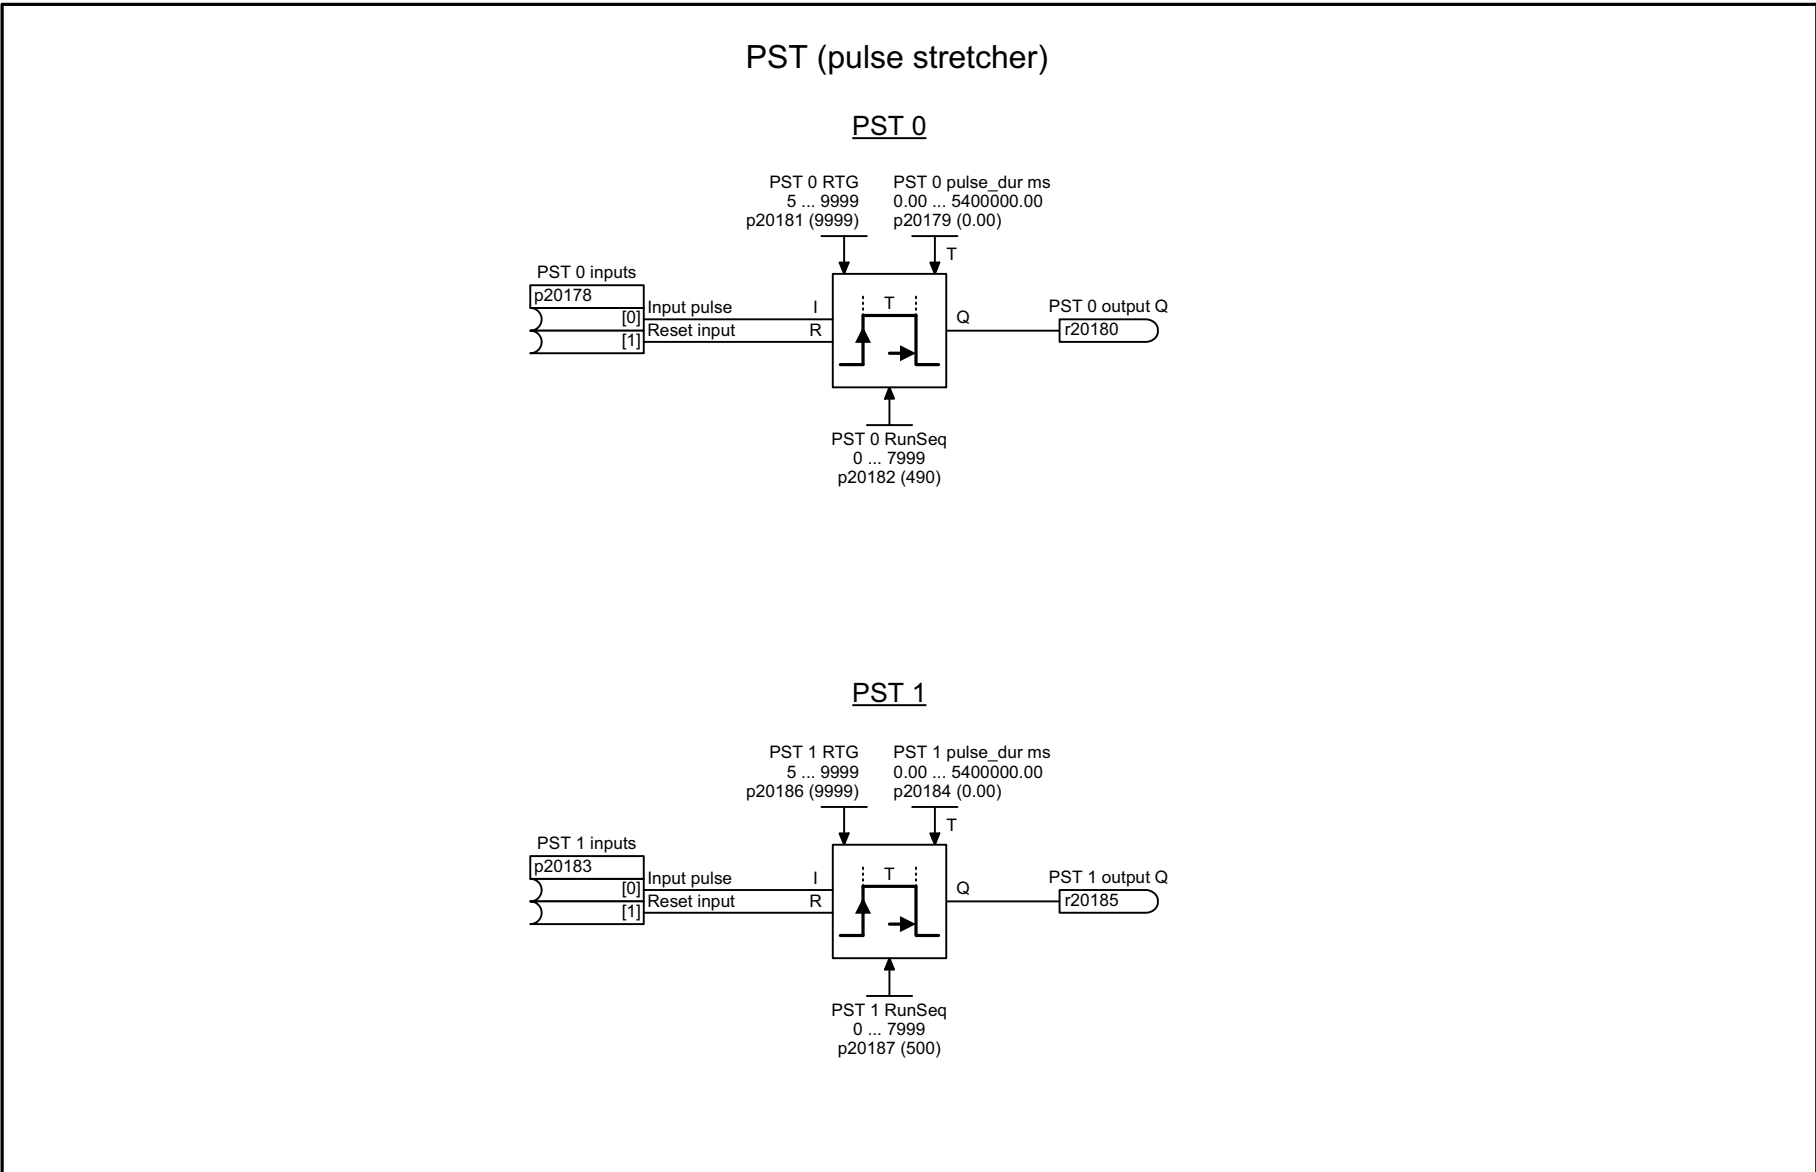 PST (pulse stretcher)
PST 0
PST 0 RTG
5 ... 9999
p20181 (9999)
PST 0 pulse_dur ms
0.00 ... 5400000.00
p20179 (0.00)
T
PST 0 inputs
p20178
[0]
[1]
Input pulse
Reset input
I
R
T
Q
PST 0 output Q
r20180
PST 0 RunSeq
0 ... 7999
p20182 (490)
PST 1
PST 1 RTG
5 ... 9999
p20186 (9999)
PST 1 pulse_dur ms
0.00 ... 5400000.00
p20184 (0.00)
T
PST 1 inputs
p20183
[0]
[1]
Input pulse
Reset input
I
R
T
Q
PST 1 output Q
r20185
PST 1 RunSeq
0 ... 7999
p20187 (500)